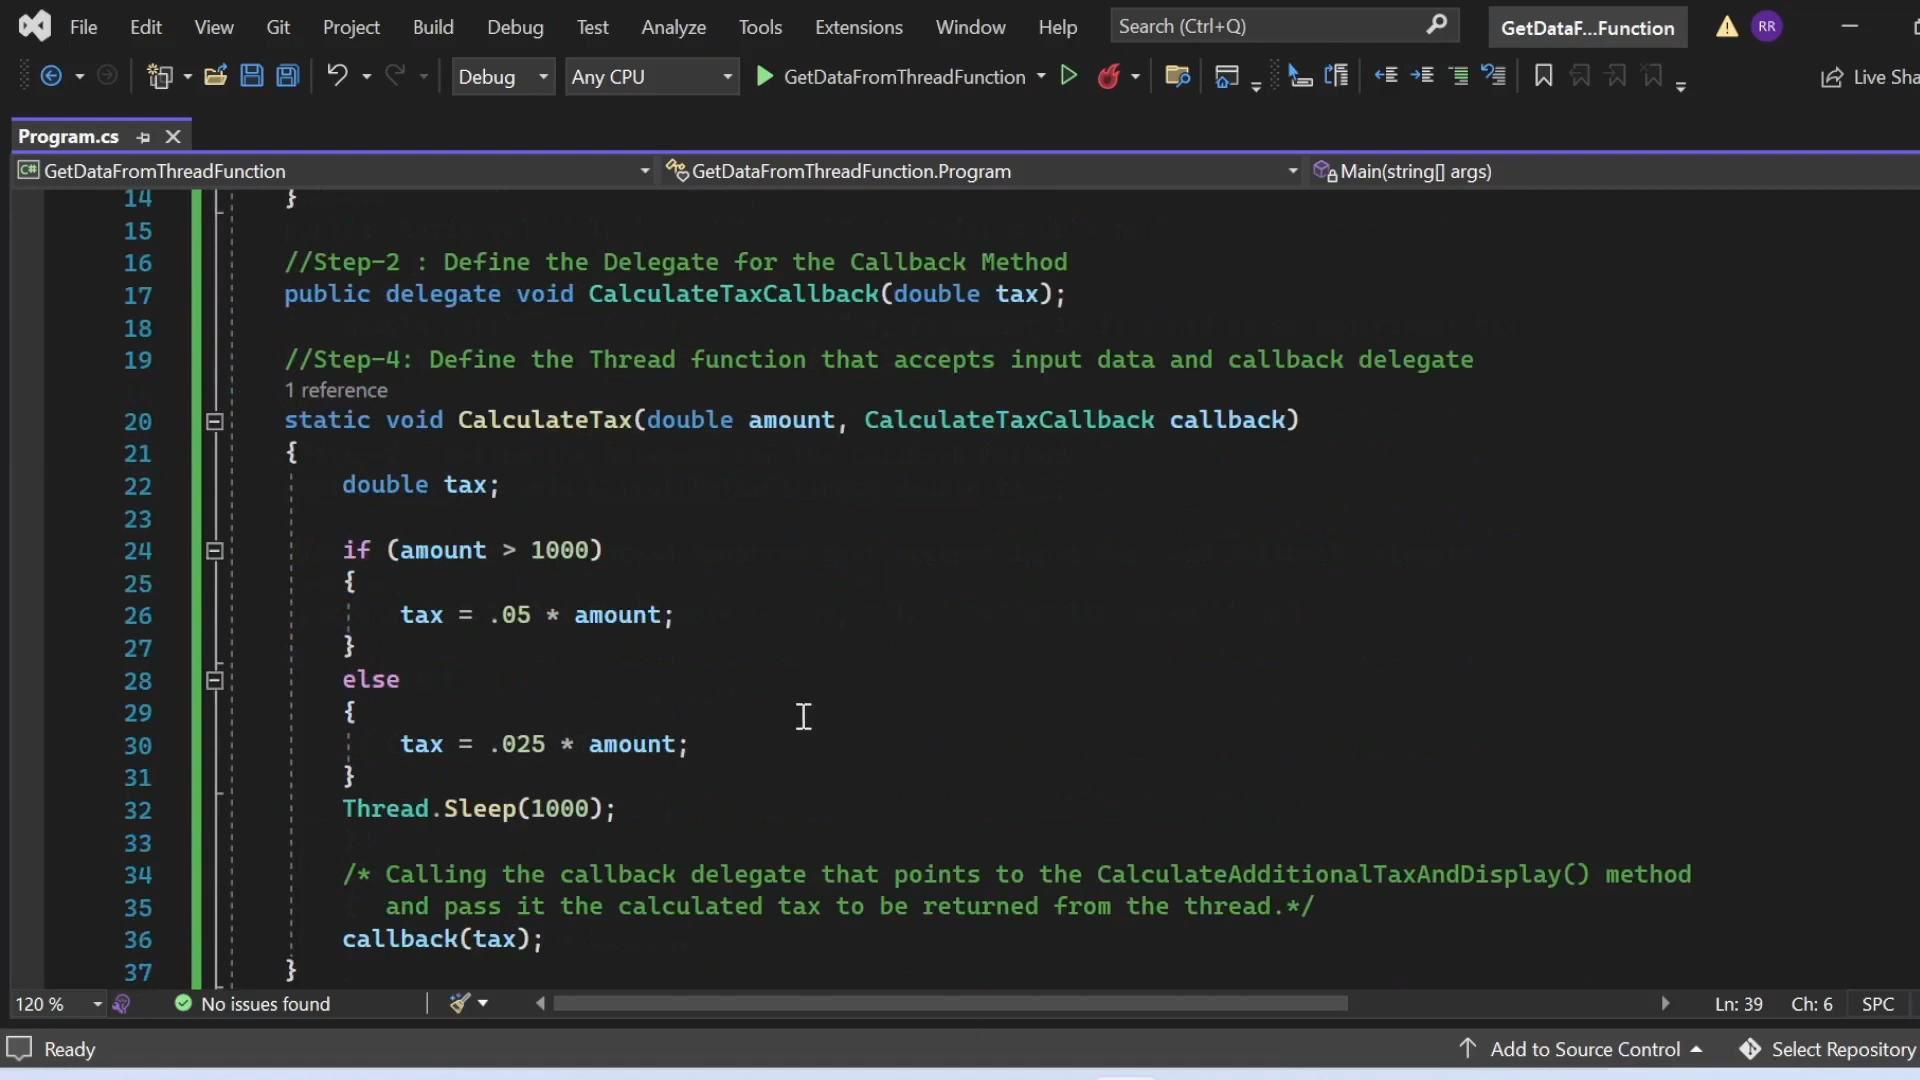 File Edit View Git Project Build Debug Test Analyze Tools Extensions Window Help Search (Ctrl+Q) GetDataF...Function RR
Debug Any CPU GetDataFromThreadFunction Live Sha
Program.cs
C# GetDataFromThreadFunction GetDataFromThreadFunction.Program Main(string[] args)
14 }
15
16 //Step-2 : Define the Delegate for the Callback Method
17 public delegate void CalculateTaxCallback(double tax);
18
19 //Step-4: Define the Thread function that accepts input data and callback delegate
1 reference
20 static void CalculateTax(double amount, CalculateTaxCallback callback)
21 {
22 double tax;
23
24 if (amount > 1000)
25 {
26 tax = .05 * amount;
27 }
28 else
29 {
30 tax = .025 * amount;
31 }
32 Thread.Sleep(1000);
33
34 /* Calling the callback delegate that points to the CalculateAdditionalTaxAndDisplay() method
35 and pass it the calculated tax to be returned from the thread.*/
36 callback(tax);
37 }
120 % No issues found Ln: 39 Ch: 6 SPC
Ready Add to Source Control Select Repository